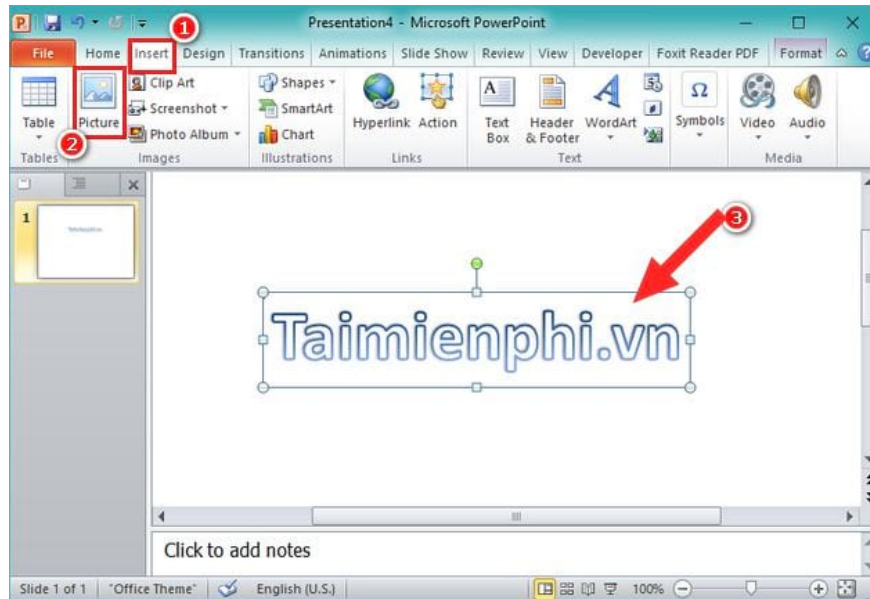 Presentation4 - Microsoft PowerPoint
1
File Home Insert Design Transitions Animations Slide Show Review View Developer Foxit Reader PDF Format
Table
Picture
Clip Art
Screenshot
Photo Album
Shapes
SmartArt
Chart
Hyperlink
Action
Text Box
Header & Footer
WordArt
Symbols
Video
Audio
2
Tables Images Illustrations Links Text Media
1
3
Taimienphi.vn
Click to add notes
Slide 1 of 1 "Office Theme" English (U.S.) 100%